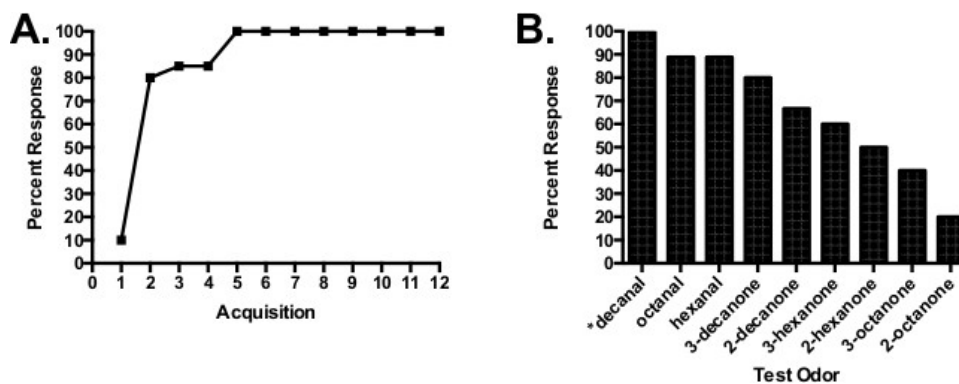 A.
Percent Response
100
90
80
70
60
50
40
30
20
10
0
0 1 2 3 4 5 6 7 8 9 10 11 12
Acquisition
B.
Percent Response
100
90
80
70
60
50
40
30
20
10
0
*decanal
octanal
hexanal
3-decanone
2-decanone
3-hexanone
2-hexanone
3-octanone
2-octanone
Test Odor